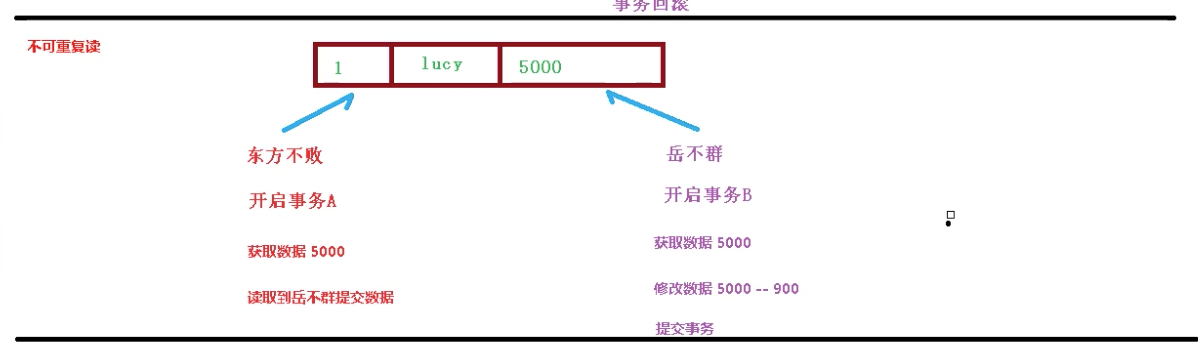 事务回滚
不可重复读
1 lucy 5000
东方不败
岳不群
开启事务A
开启事务B
获取数据 5000
获取数据 5000
读取到岳不群提交数据
修改数据 5000 -- 900
提交事务